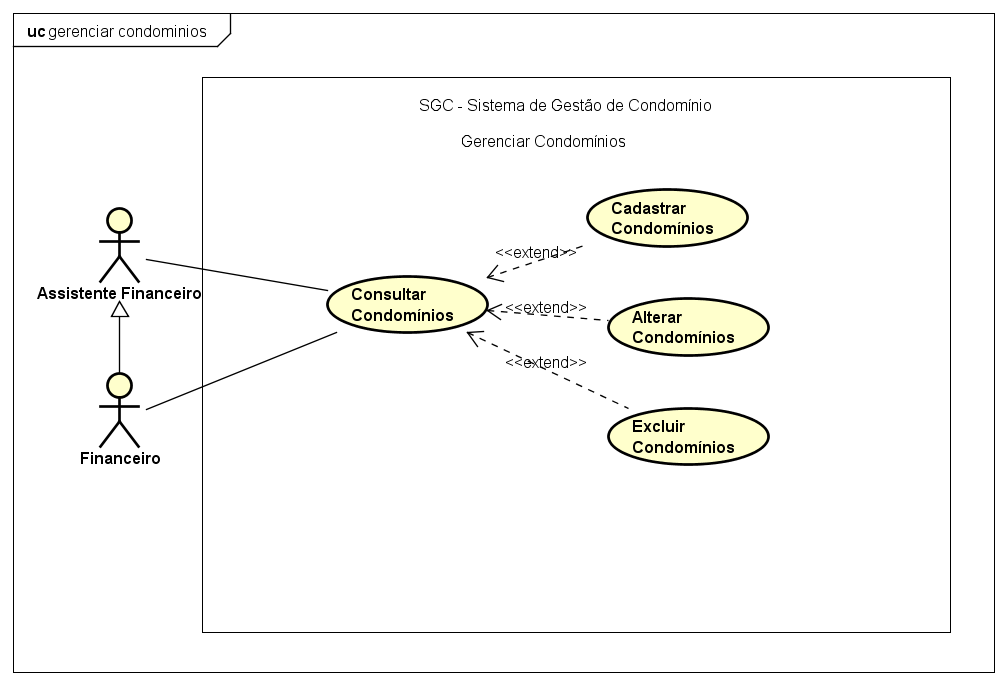 uc gerenciar condominios
SGC - Sistema de Gestão de Condomínio
Gerenciar Condomínios
Cadastrar
Condomínios
<<extend>>
Assistente Financeiro
Consultar
Condomínios
<<extend>>
Alterar
Condomínios
<<extend>>
Excluir
Condomínios
Financeiro